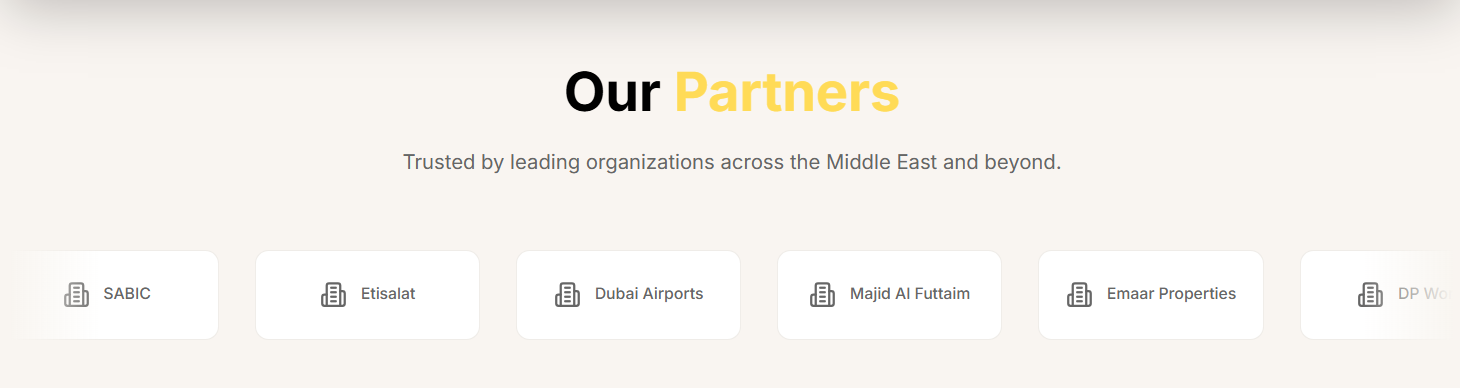 Our Partners
Trusted by leading organizations across the Middle East and beyond.
SABIC
Etisalat
Dubai Airports
Majid Al Futtaim
Emaar Properties
DP